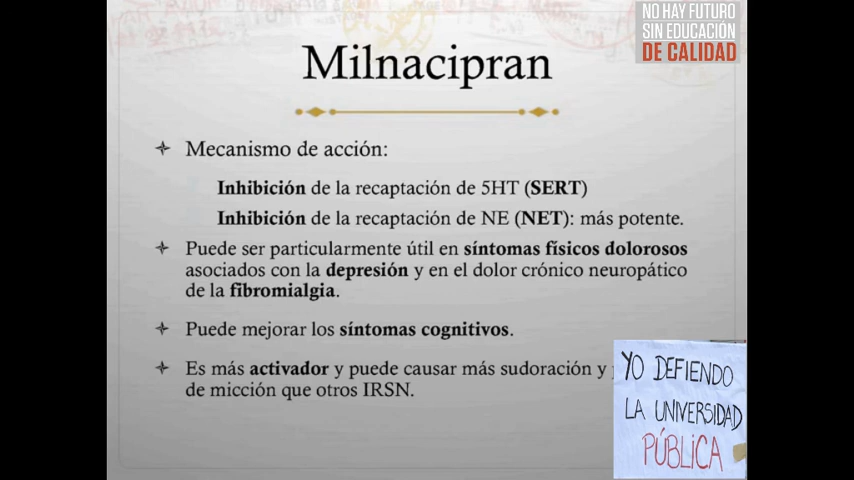 NO HAY FUTURO
SIN EDUCACIÓN
DE CALIDAD
Milnacipran
Mecanismo de acción:
Inhibición de la recaptación de 5HT (SERT)
Inhibición de la recaptación de NE (NET): más potente.
Puede ser particularmente útil en síntomas físicos dolorosos
asociados con la depresión y en el dolor crónico neuropático
de la fibromialgia.
Puede mejorar los síntomas cognitivos.
Es más activador y puede causar más sudoración y
de micción que otros IRSN.
YO DEFIENDO
LA UNIVERSIDAD
PÚBLICA